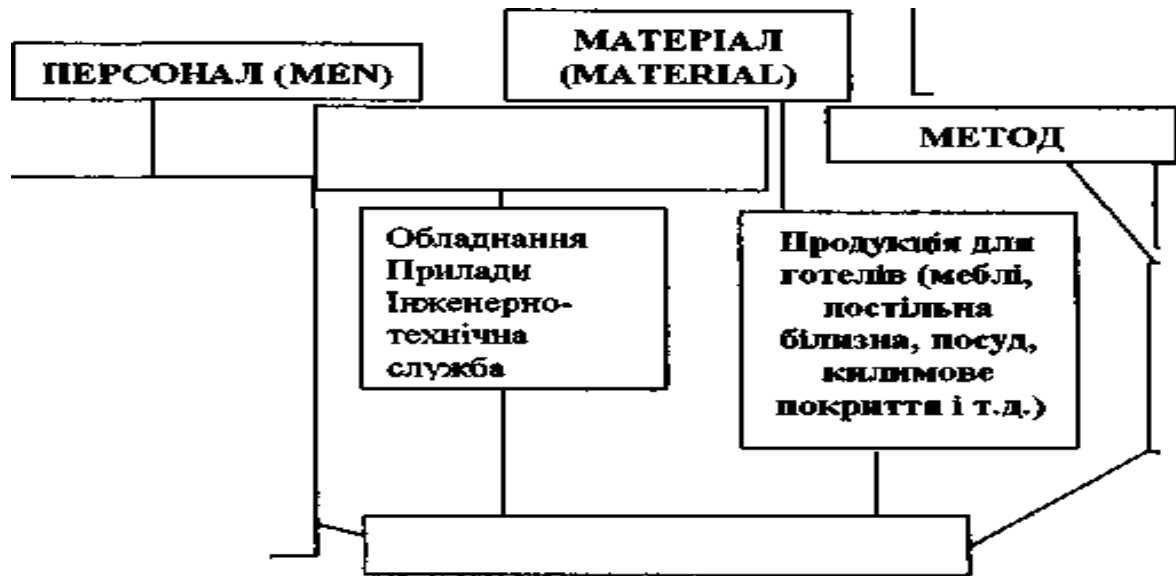 ПЕРСОНАЛ (MEN)
МАТЕРІАЛ
(MATERIAL)
МЕТОД
Обладнання
Прилади
Інженерно-
технічна
служба
Продукція для
готелів (меблі,
постільна
білизна, посуд,
килимове
покриття і т.д.)